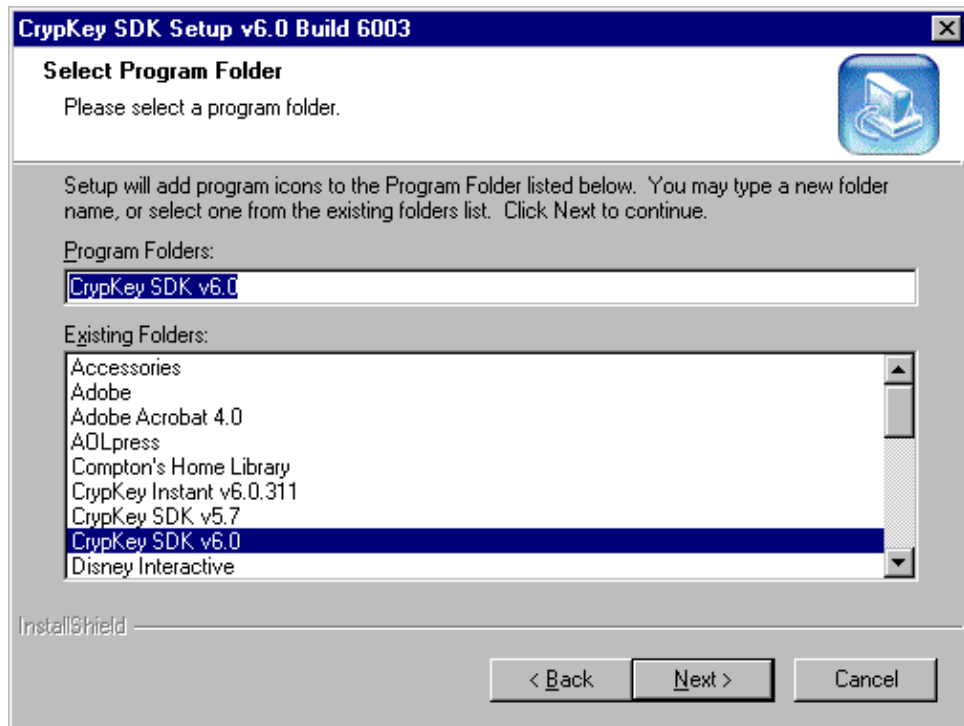 CrypKey SDK Setup v6.0 Build 6003
Select Program Folder
Please select a program folder.
Setup will add program icons to the Program Folder listed below. You may type a new folder
name, or select one from the existing folders list. Click Next to continue.
Program Folders:
CrypKey SDK v6.0
Existing Folders:
Accessories
Adobe
Adobe Acrobat 4.0
AOLpress
Compton's Home Library
CrypKey Instant v6.0.311
CrypKey SDK v5.7
CrypKey SDK v6.0
Disney Interactive
InstallShield
< Back Next > Cancel